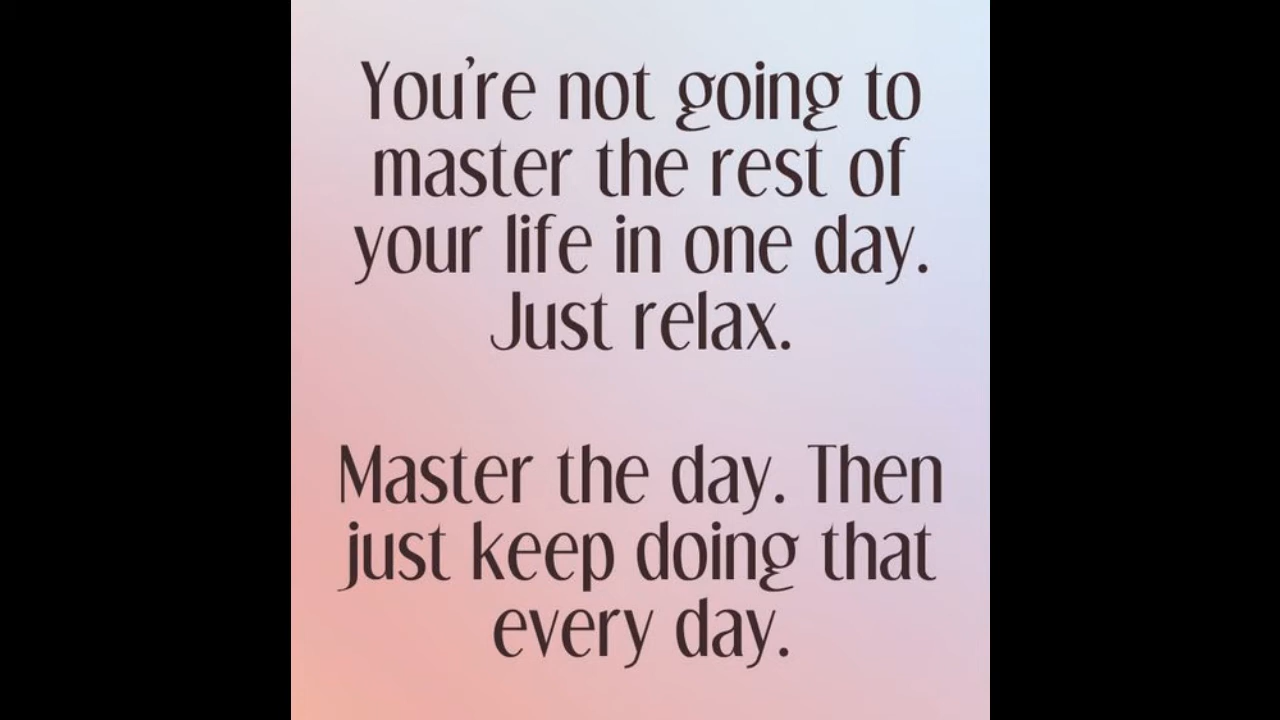 You're not going to
master the rest of
your life in one day.
Just relax.
Master the day. Then
just keep doing that
every day.